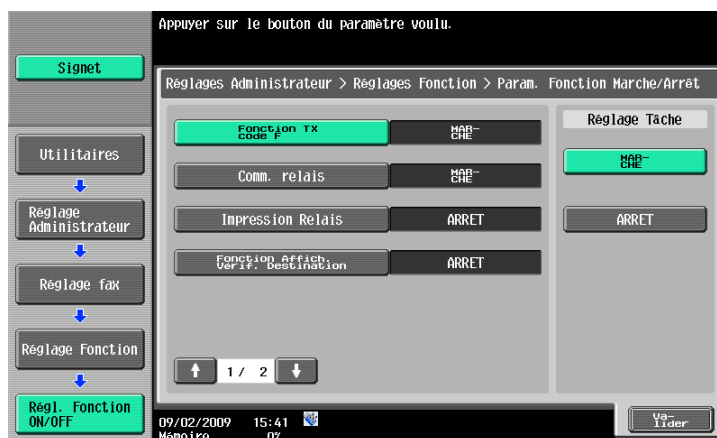 Appuyer sur le bouton du paramètre voulu.
Signet
Réglages Administrateur > Réglages Fonction > Param. Fonction Marche/Arrêt
Utilitaires
Réglage
Administrateur
Réglage fax
Réglage Fonction
Régl. Fonction
ON/OFF
Fonction TX
code F
MAR-
CHE
Comm. relais
MAR-
CHE
Impression Relais
ARRET
Fonction Affich.
Vérif. Destination
ARRET
1/ 2
Réglage Tâche
MAR-
CHE
ARRET
09/02/2009 15:41
Mémoire 0%
Va-
lider